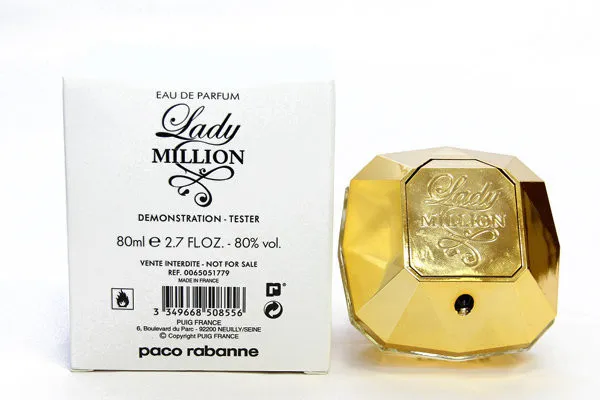 EAU DE PARFUM
Lady
MILLION
DEMONSTRATION - TESTER
80ml e 2.7 FLOZ. - 80% vol.
VENTE INTERDITE - NOT FOR SALE
REF. 0065051779
MADE IN FRANCE
3 349668 508556
PUIG FRANCE
6, Boulevard du Parc - 92200 NEUILLY/SEINE
© Copyright PUIG FRANCE
paco rabanne
Lady
MILLION